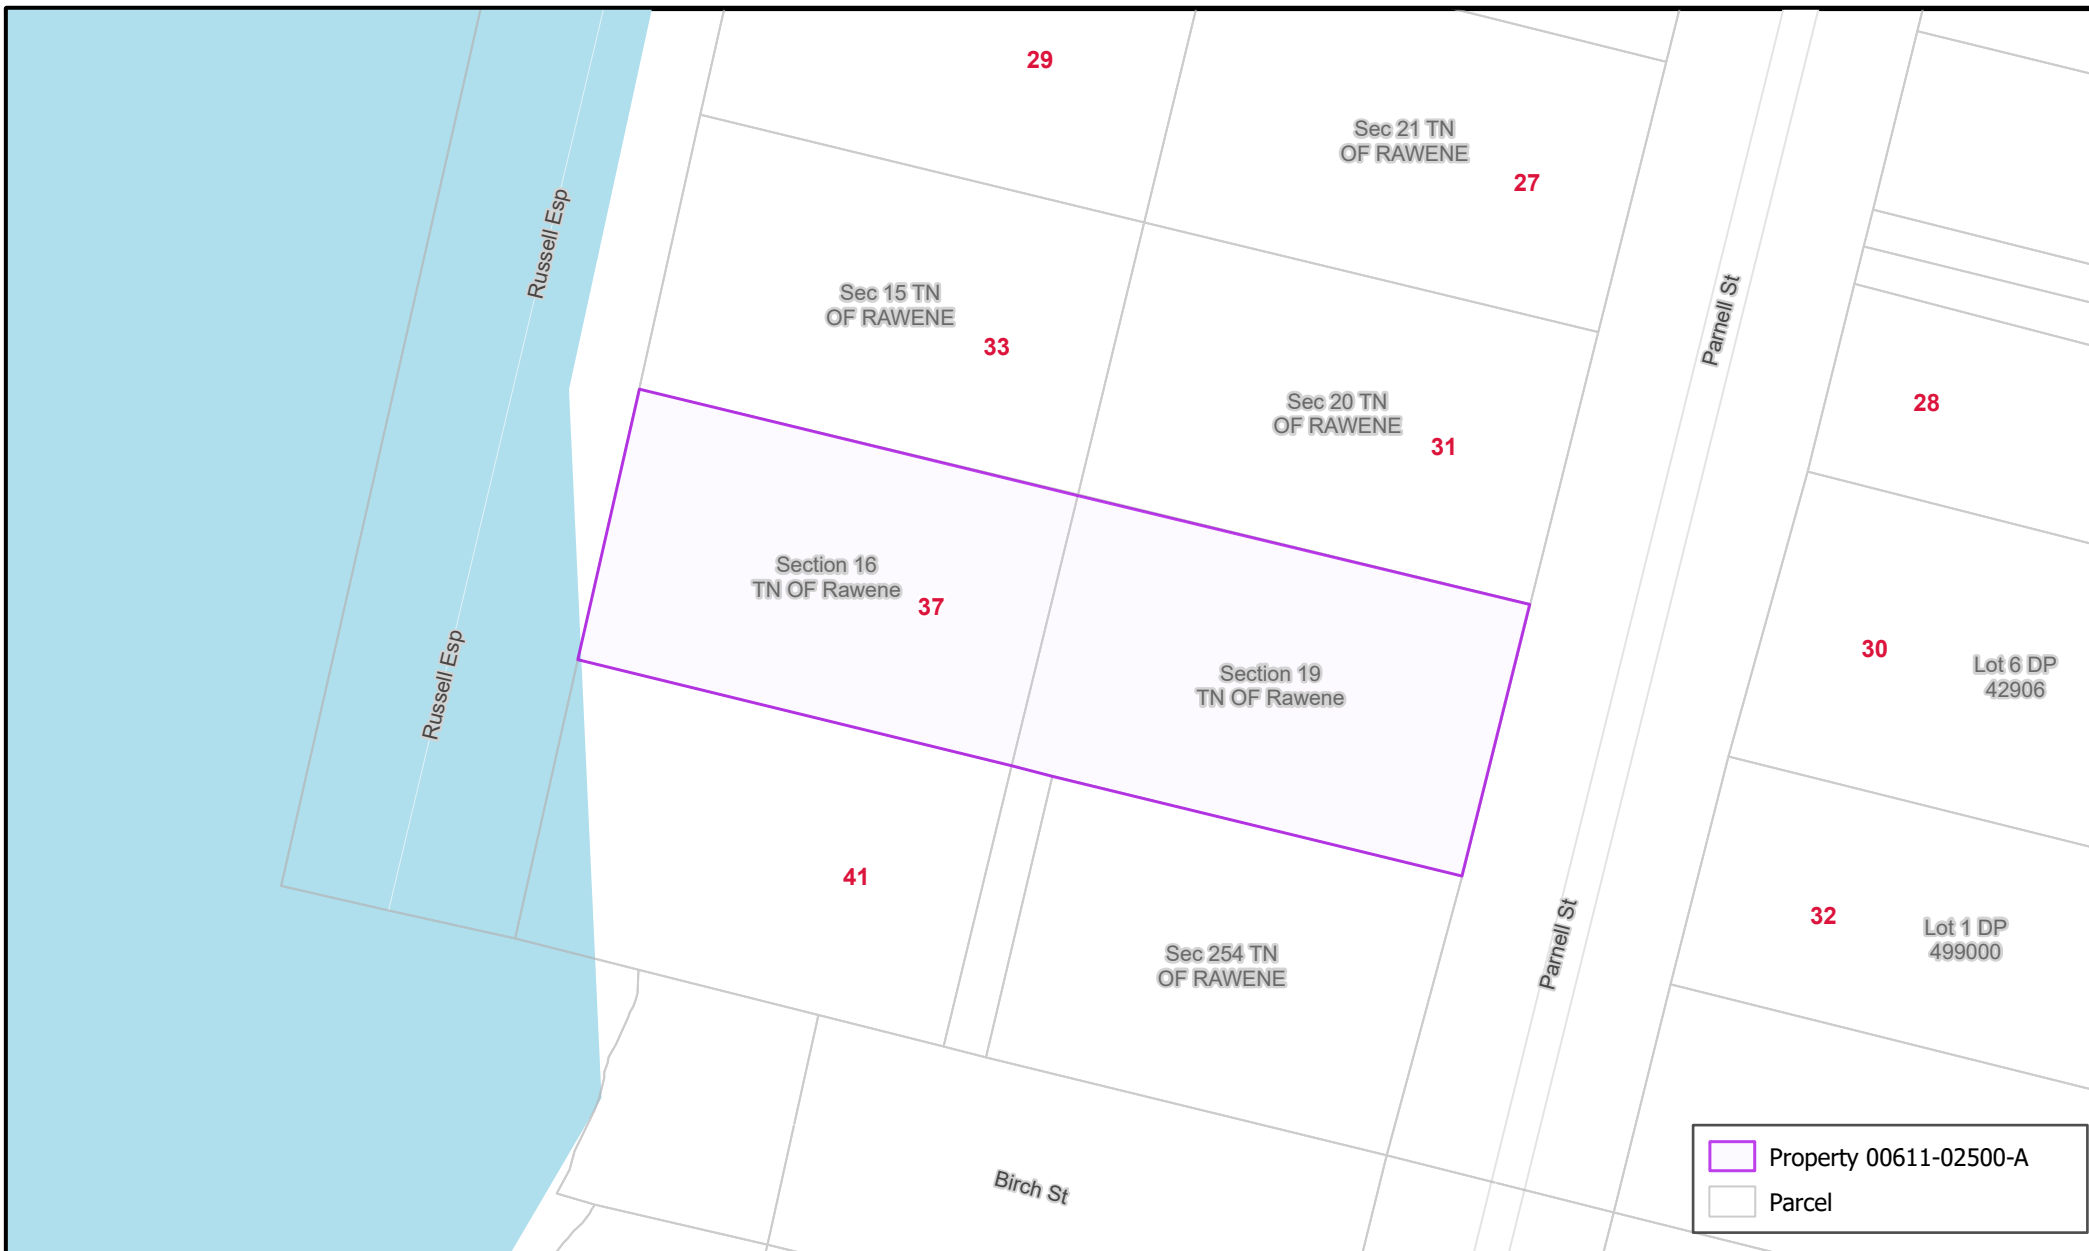 29
Sec 21 TN
OF RAWENE
27
Russell Esp
Sec 15 TN
OF RAWENE
33
Parnell St
Sec 20 TN
OF RAWENE
31
28
Section 16
TN OF Rawene
37
Section 19
TN OF Rawene
30
Lot 6 DP
42906
Russell Esp
41
Sec 254 TN
OF RAWENE
Parnell St
32
Lot 1 DP
499000
Birch St
Property 00611-02500-A
Parcel